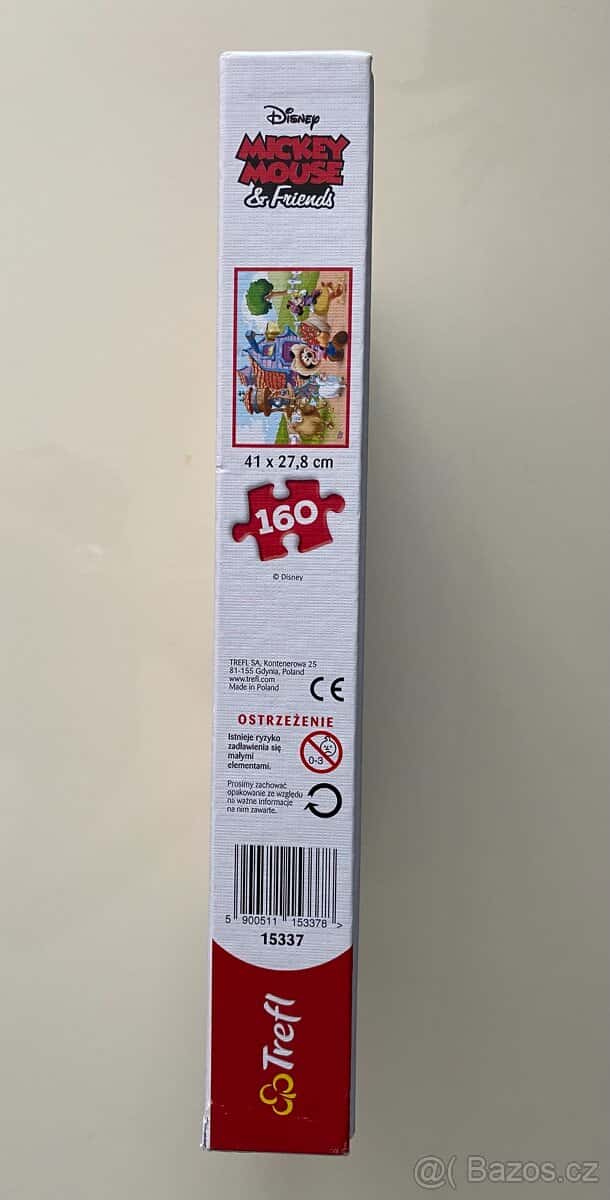 Disney
MICKEY
MOUSE
& Friends
41 x 27,8 cm
160
© Disney
TREFL SA, Kontenerowa 25
81-155 Gdynia, Poland
www.trefl.com
Made in Poland
CE
OSTRZEŻENIE
Istnieje ryzyko
zadławienia się
małymi
elementami.
0-3
Prosimy zachować
opakowanie ze względu
na ważne informacje
na nim zawarte.
5 900511 153378 >
15337
Trefl
@( Bazos.cz